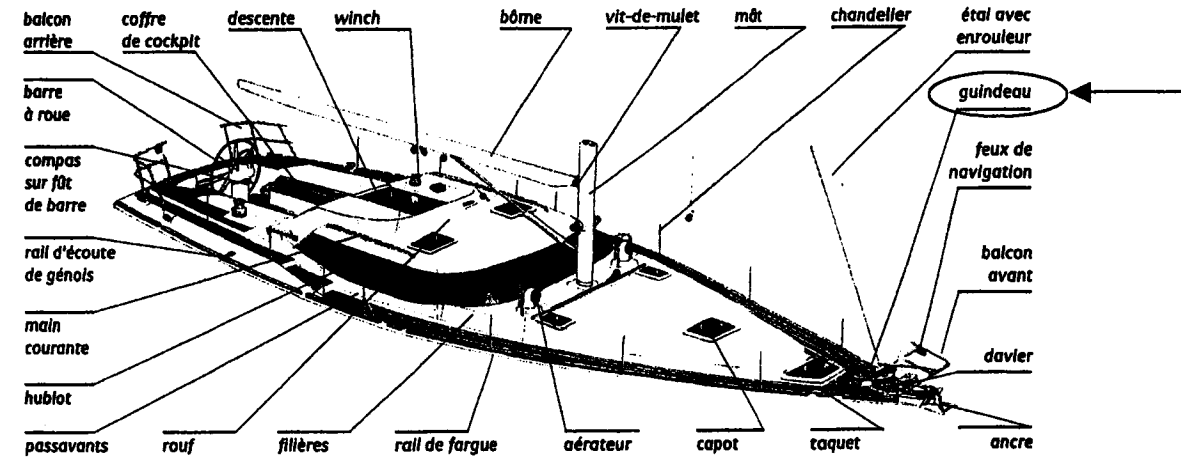 balcon
arrière
coffre
de cockpit
descente
winch
bôme
vit-de-mulet
mât
chandelier
étal avec
enrouleur
barre
à roue
guindeau
compas
sur fût
de barre
feux de
navigation
rail d'écoute
de génois
balcon
avant
main
courante
davier
hublot
passavants
rouf
filières
rail de fargue
aérateur
capot
taquet
ancre